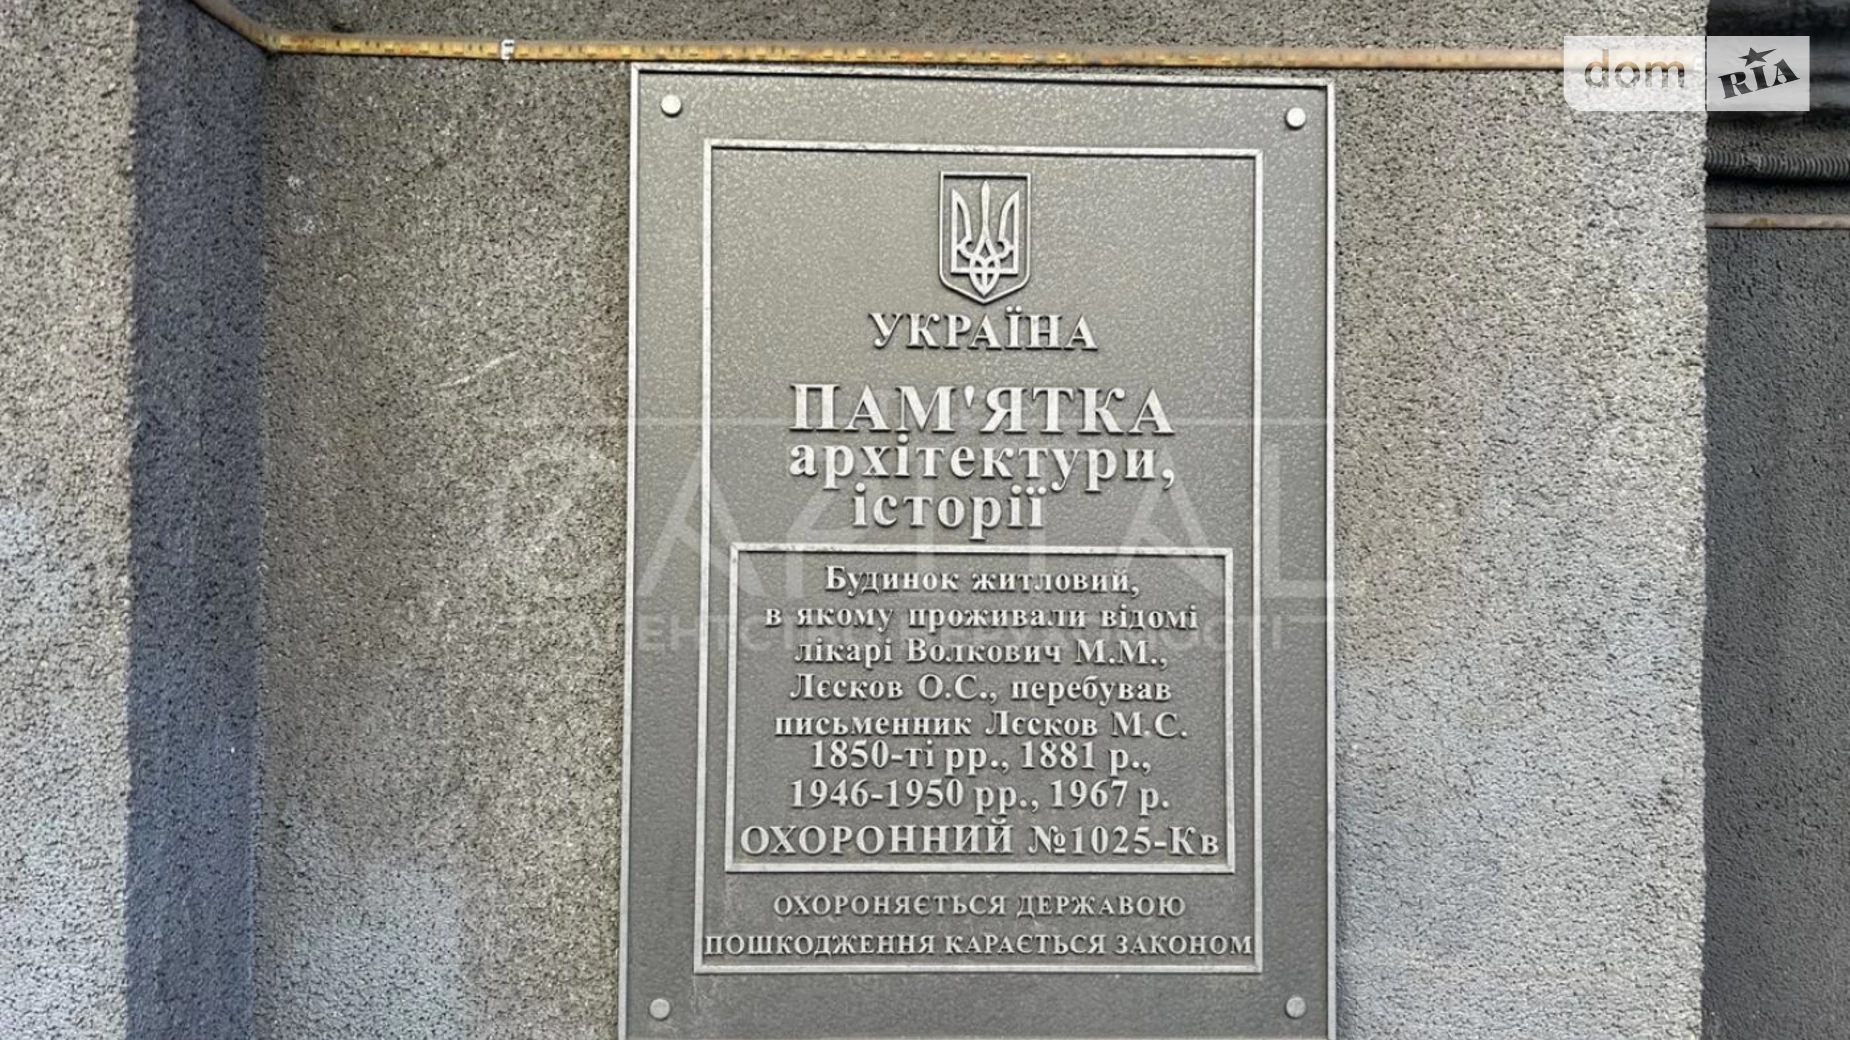 dom RIA
УКРАЇНА
ПАМ'ЯТКА
архітектури,
історії
CAPITAL
Будинок житловий,
в якому проживали відомі
лікарі Волкович М.М.,
Лєсков О.С., перебував
письменник Лєсков М.С.
1850-ті рр., 1881 р.,
1946-1950 рр., 1967 р.
ОХОРОННИЙ №1025-Кв
ОХОРОНЯЄТЬСЯ ДЕРЖАВОЮ
ПОШКОДЖЕННЯ КАРАЄТЬСЯ ЗАКОНОМ